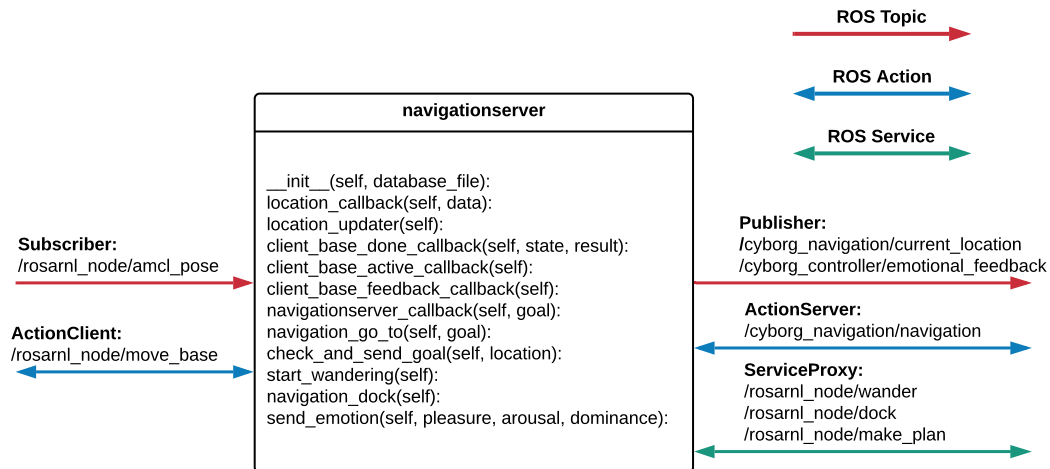 ROS Topic
ROS Action
ROS Service
navigationserver
__init__(self, database_file):
location_callback(self, data):
location_updater(self):
client_base_done_callback(self, state, result):
client_base_active_callback(self):
client_base_feedback_callback(self):
navigationserver_callback(self, goal):
navigation_go_to(self, goal):
check_and_send_goal(self, location):
start_wandering(self):
navigation_dock(self):
send_emotion(self, pleasure, arousal, dominance):
Subscriber:
/rosarnl_node/amcl_pose
ActionClient:
/rosarnl_node/move_base
Publisher:
/cyborg_navigation/current_location
/cyborg_controller/emotional_feedback
ActionServer:
/cyborg_navigation/navigation
ServiceProxy:
/rosarnl_node/wander
/rosarnl_node/dock
/rosarnl_node/make_plan